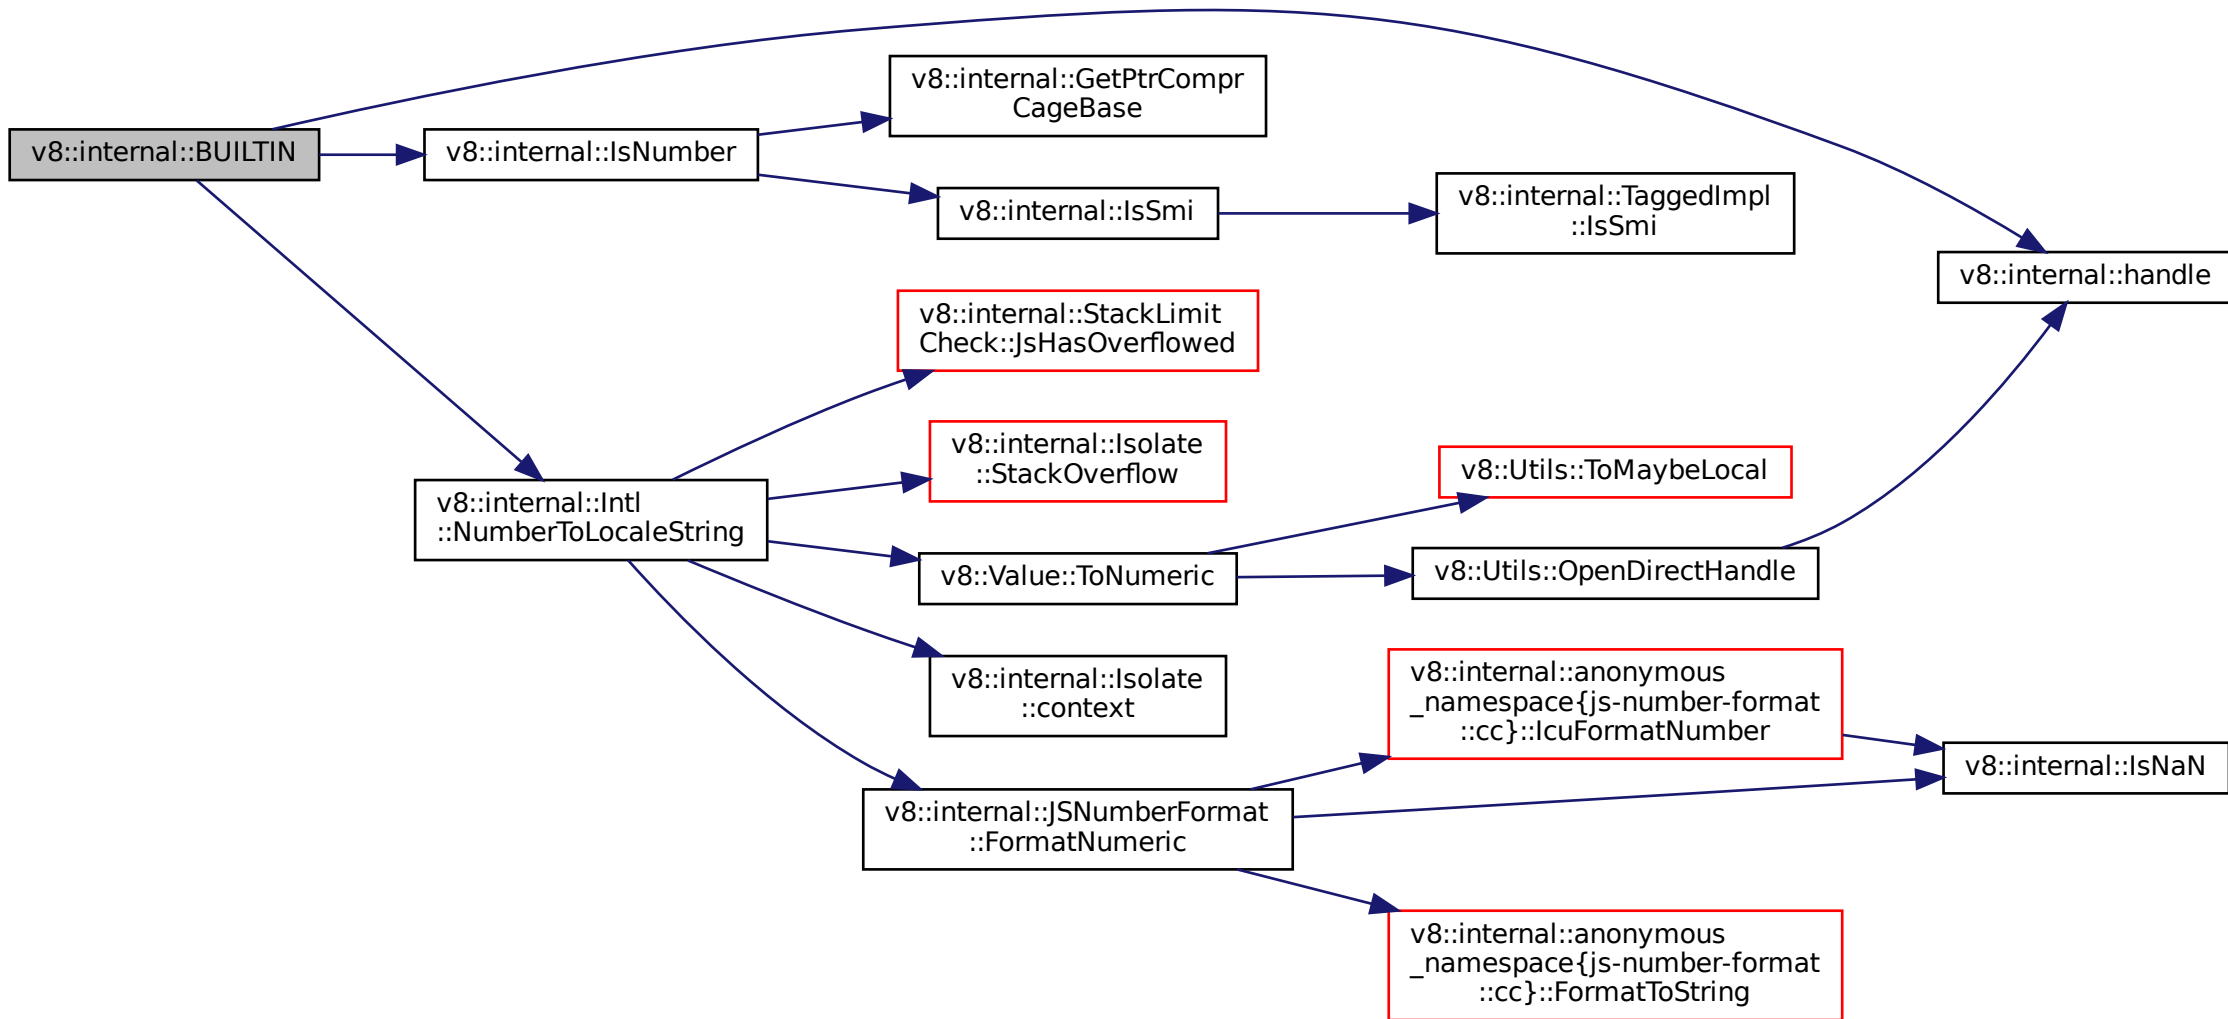 v8::internal::BUILTIN
v8::internal::IsNumber
v8::internal::GetPtrCompr
CageBase
v8::internal::IsSmi
v8::internal::TaggedImpl
::IsSmi
v8::internal::handle
v8::internal::StackLimit
Check::JsHasOverflowed
v8::internal::Isolate
::StackOverflow
v8::internal::Intl
::NumberToLocaleString
v8::Value::ToNumeric
v8::Utils::ToMaybeLocal
v8::Utils::OpenDirectHandle
v8::internal::Isolate
::context
v8::internal::anonymous
_namespace{js-number-format
::cc}::IcuFormatNumber
v8::internal::IsNaN
v8::internal::JSNumberFormat
::FormatNumeric
v8::internal::anonymous
_namespace{js-number-format
::cc}::FormatToString